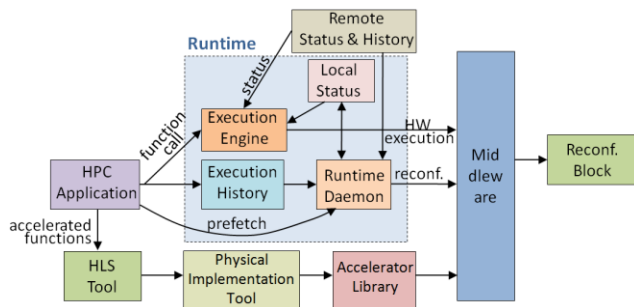 Remote
Status & History
Runtime
status
Local
Status
function
call
Execution
Engine
HW
execution
Mid
dlew
are
Reconf.
Block
HPC
Application
Execution
History
Runtime
Daemon
reconf.
prefetch
accelerated
functions
HLS
Tool
Physical
Implementation
Tool
Accelerator
Library